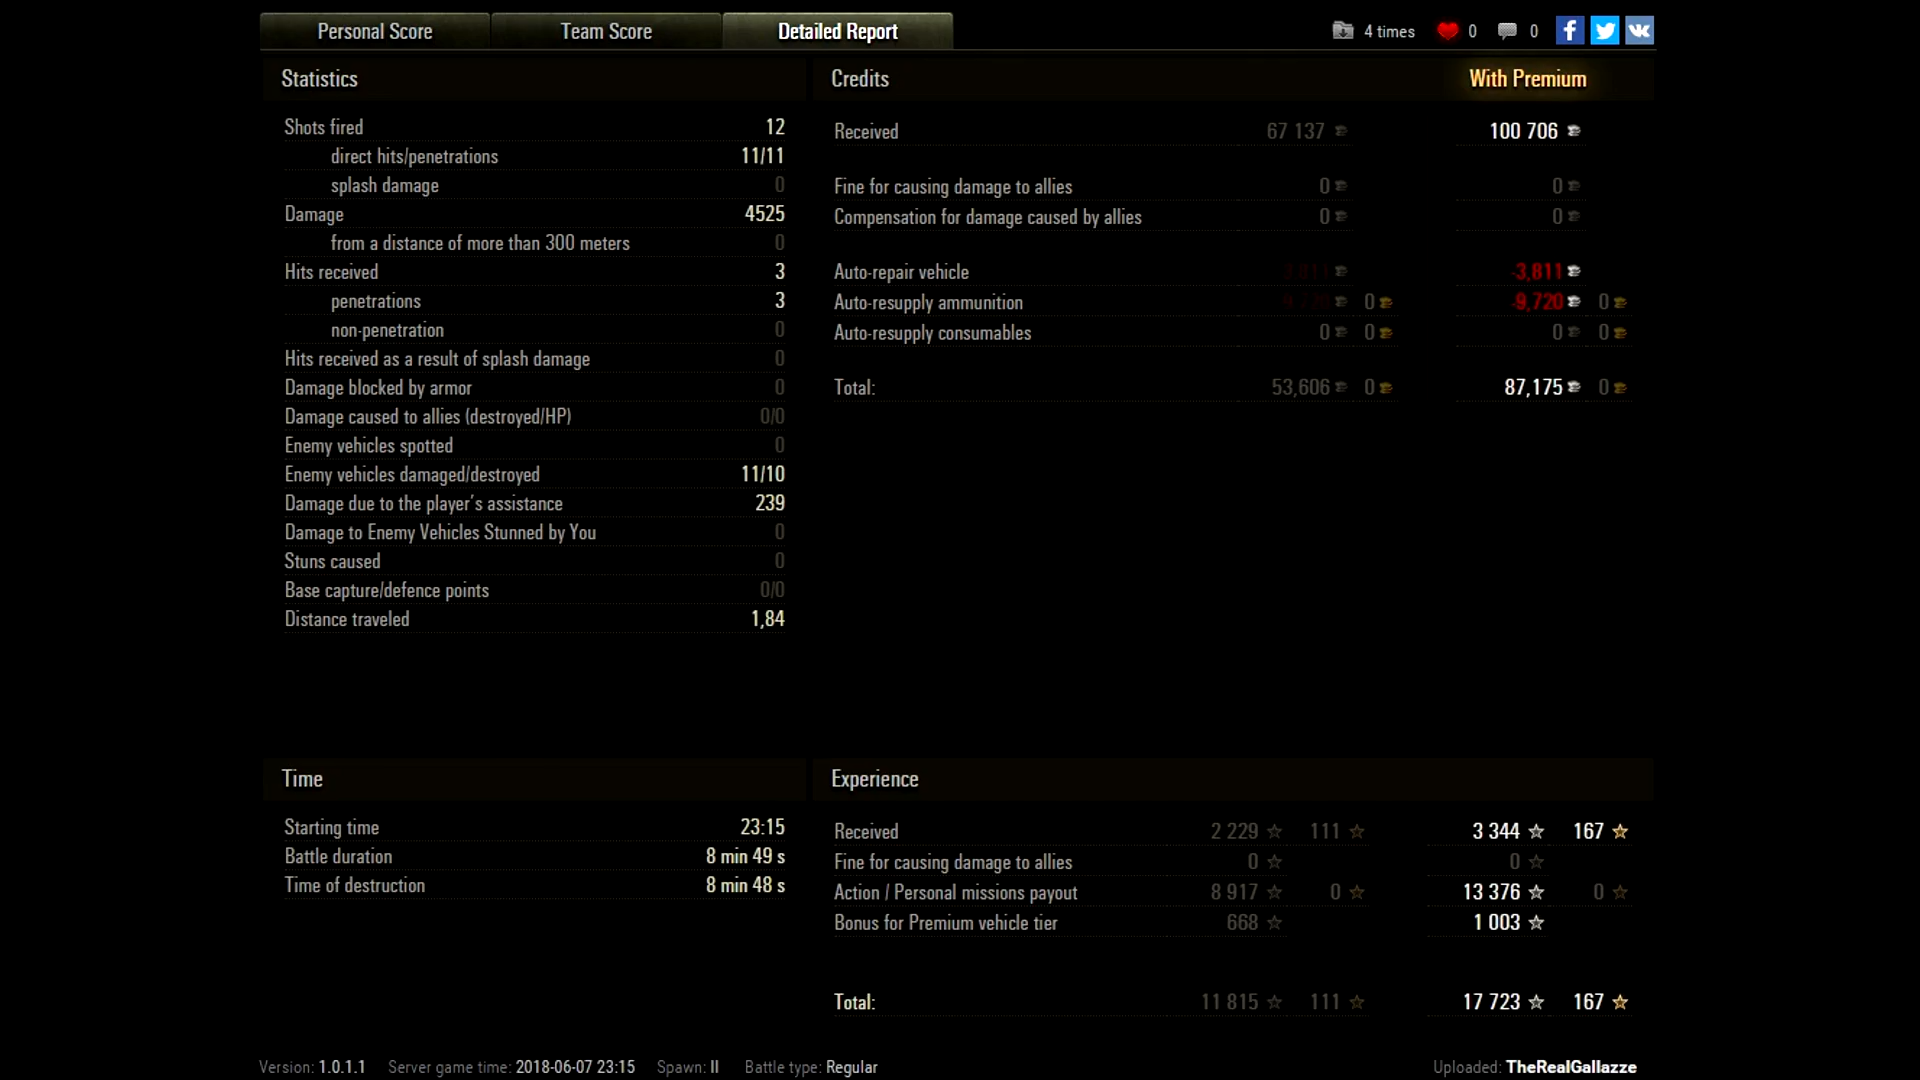 Personal Score Team Score Detailed Report 4 times 0 0
Statistics
Shots fired 12
direct hits/penetrations 11/11
splash damage 0
Damage 4525
from a distance of more than 300 meters 0
Hits received 3
penetrations 3
non-penetration 0
Hits received as a result of splash damage 0
Damage blocked by armor 0
Damage caused to allies (destroyed/HP) 0/0
Enemy vehicles spotted 0
Enemy vehicles damaged/destroyed 11/10
Damage due to the player's assistance 239
Damage to Enemy Vehicles Stunned by You 0
Stuns caused 0
Base capture/defence points 0/0
Distance traveled 1,84
Credits With Premium
Received 67 137 100 706
Fine for causing damage to allies 0 0
Compensation for damage caused by allies 0 0
Auto-repair vehicle -3,811
Auto-resupply ammunition 0 -9,720 0
Auto-resupply consumables 0 0 0 0
Total: 53,606 0 87,175 0
Time
Starting time 23:15
Battle duration 8 min 49 s
Time of destruction 8 min 48 s
Experience
Received 2 229 111 3 344 167
Fine for causing damage to allies 0 0
Action / Personal missions payout 8 917 0 13 376 0
Bonus for Premium vehicle tier 668 1 003
Total: 11 815 111 17 723 167
Version: 1.0.1.1 Server game time: 2018-06-07 23:15 Spawn: II Battle type: Regular Uploaded: TheRealGallazze